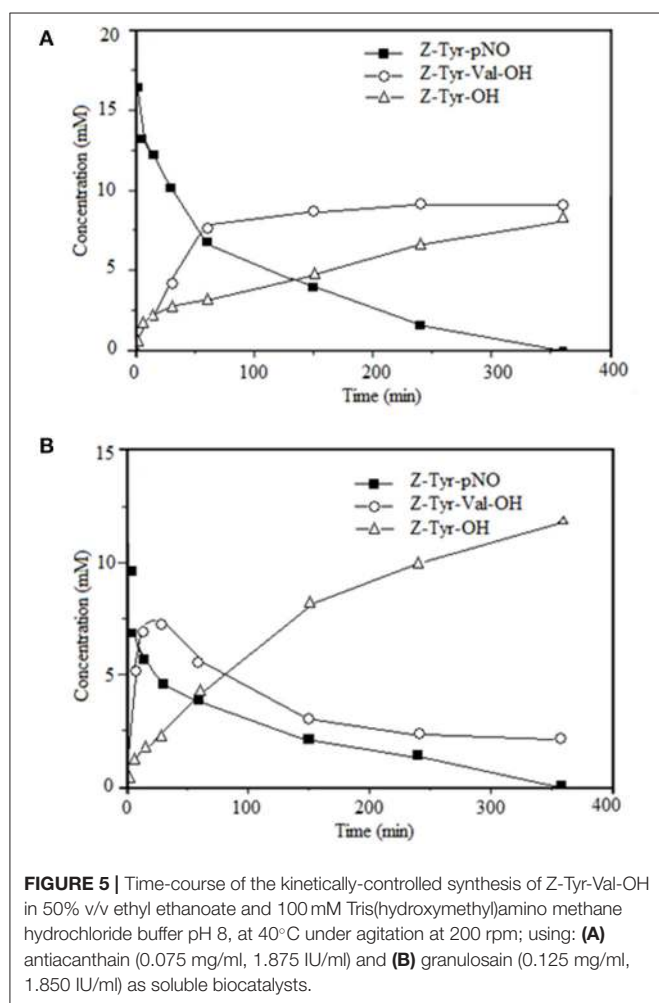 A
20
15
10
5
0
Concentration (mM)
Z-Tyr-pNO
Z-Tyr-Val-OH
Z-Tyr-OH
100
200
300
400
Time (min)
B
15
10
5
0
Concentration (mM)
Z-Tyr-pNO
Z-Tyr-Val-OH
Z-Tyr-OH
100
200
300
400
Time (min)
FIGURE 5 | Time-course of the kinetically-controlled synthesis of Z-Tyr-Val-OH
in 50% v/v ethyl ethanoate and 100 mM Tris(hydroxymethyl)amino methane
hydrochloride buffer pH 8, at 40°C under agitation at 200 rpm; using: (A)
antiacanthain (0.075 mg/ml, 1.875 IU/ml) and (B) granulosain (0.125 mg/ml,
1.850 IU/ml) as soluble biocatalysts.